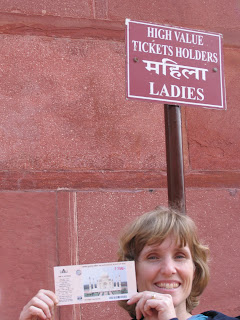 HIGH VALUE
TICKETS HOLDERS
महिला
LADIES